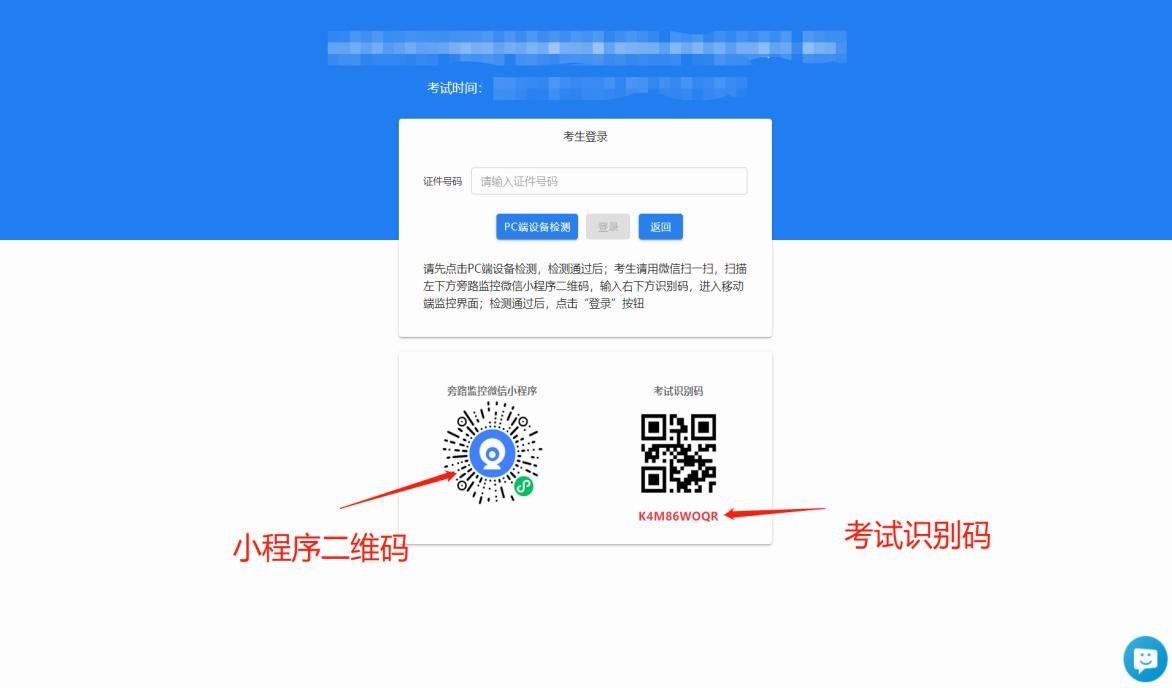 考试时间：
考生登录
证件号码 请输入证件号码
PC端设备检测 登录 返回
请先点击PC端设备检测，检测通过后；考生请用微信扫一扫，扫描
左下方旁路监控微信小程序二维码，输入右下方识别码，进入移动
端监控界面；检测通过后，点击“登录”按钮
旁路监控微信小程序 考试识别码
K4M86WOQR
小程序二维码 考试识别码